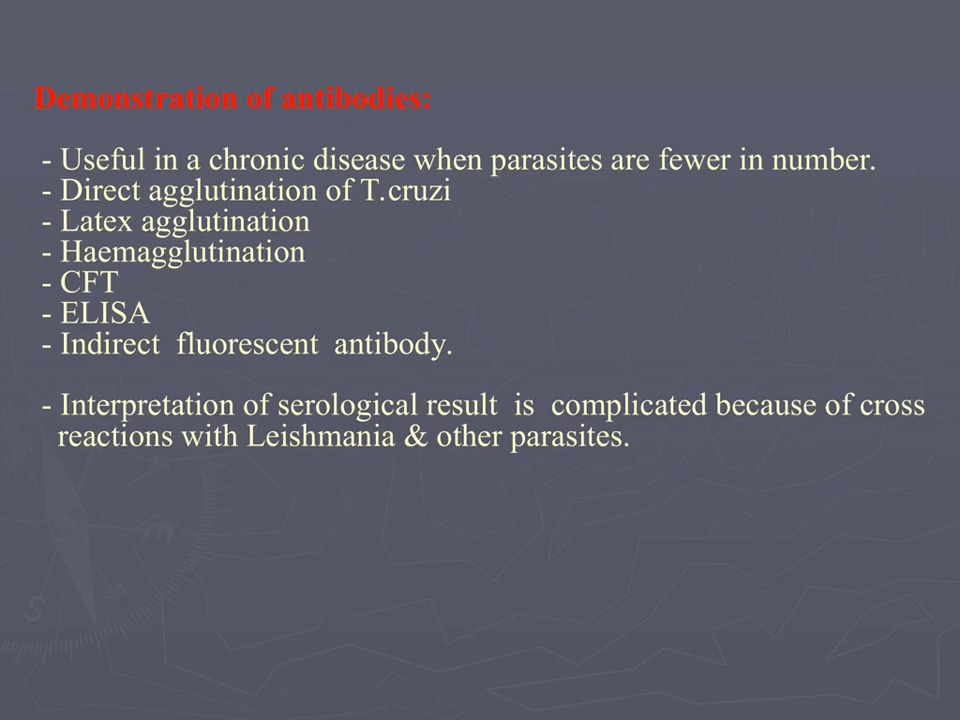 Demonstration of antibodies:
- Useful in a chronic disease when parasites are fewer in number.
- Direct agglutination of T.cruzi
- Latex agglutination
- Haemagglutination
- CFT
- ELISA
- Indirect fluorescent antibody.
- Interpretation of serological result is complicated because of cross
reactions with Leishmania & other parasites.
m
S